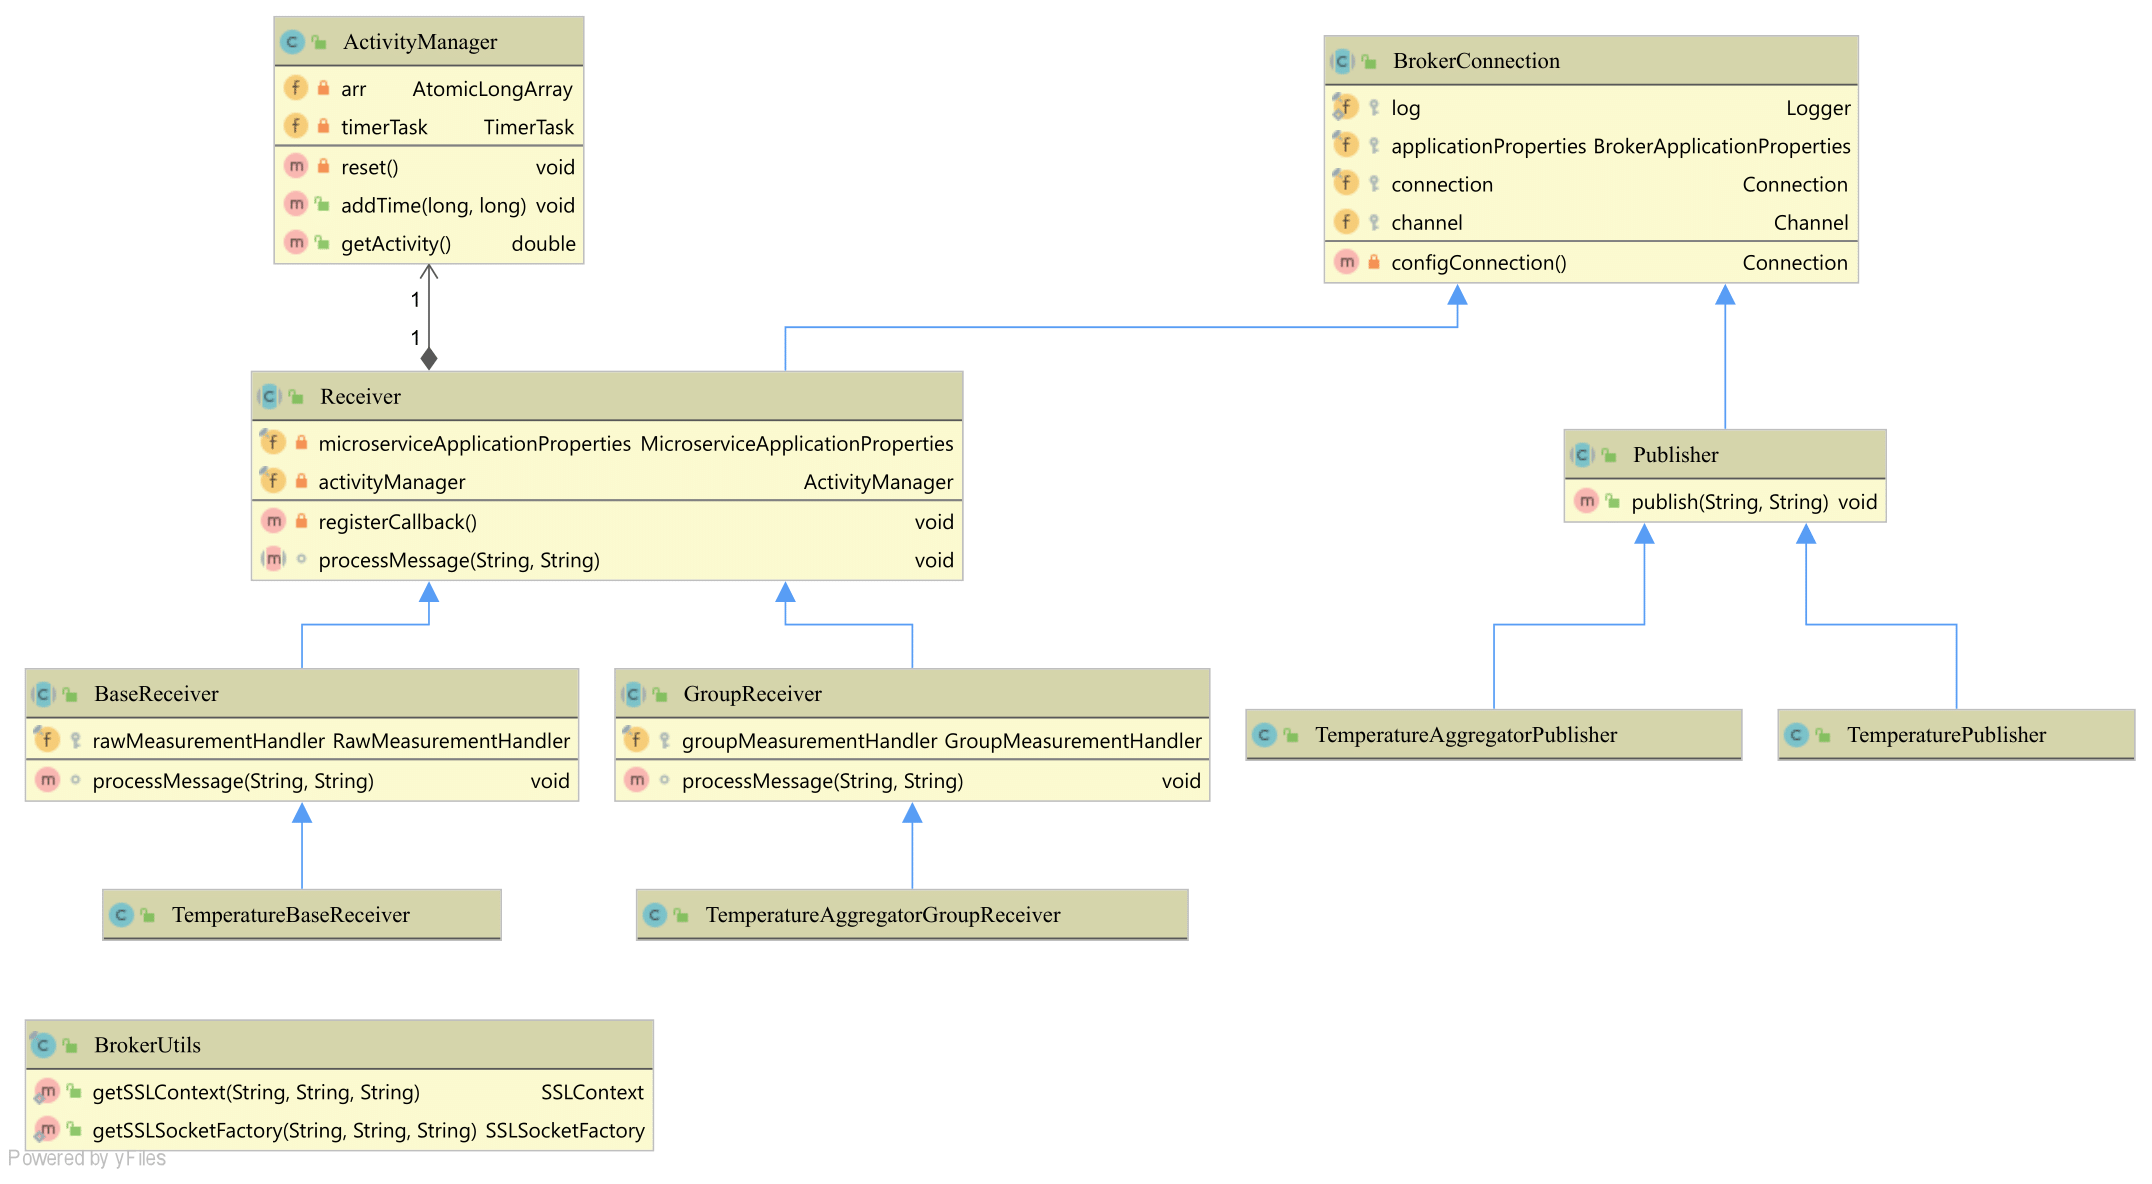 ActivityManager
arr AtomicLongArray
timerTask TimerTask
reset() void
addTime(long, long) void
getActivity() double
BrokerConnection
log Logger
applicationProperties BrokerApplicationProperties
connection Connection
channel Channel
configConnection() Connection
1
1
Receiver
microserviceApplicationProperties MicroserviceApplicationProperties
activityManager ActivityManager
registerCallback() void
processMessage(String, String) void
Publisher
publish(String, String) void
BaseReceiver
rawMeasurementHandler RawMeasurementHandler
processMessage(String, String) void
GroupReceiver
groupMeasurementHandler GroupMeasurementHandler
processMessage(String, String) void
TemperatureAggregatorPublisher
TemperaturePublisher
TemperatureBaseReceiver
TemperatureAggregatorGroupReceiver
BrokerUtils
getSSLContext(String, String, String) SSLContext
getSSLSocketFactory(String, String, String) SSLSocketFactory
Powered by yFiles